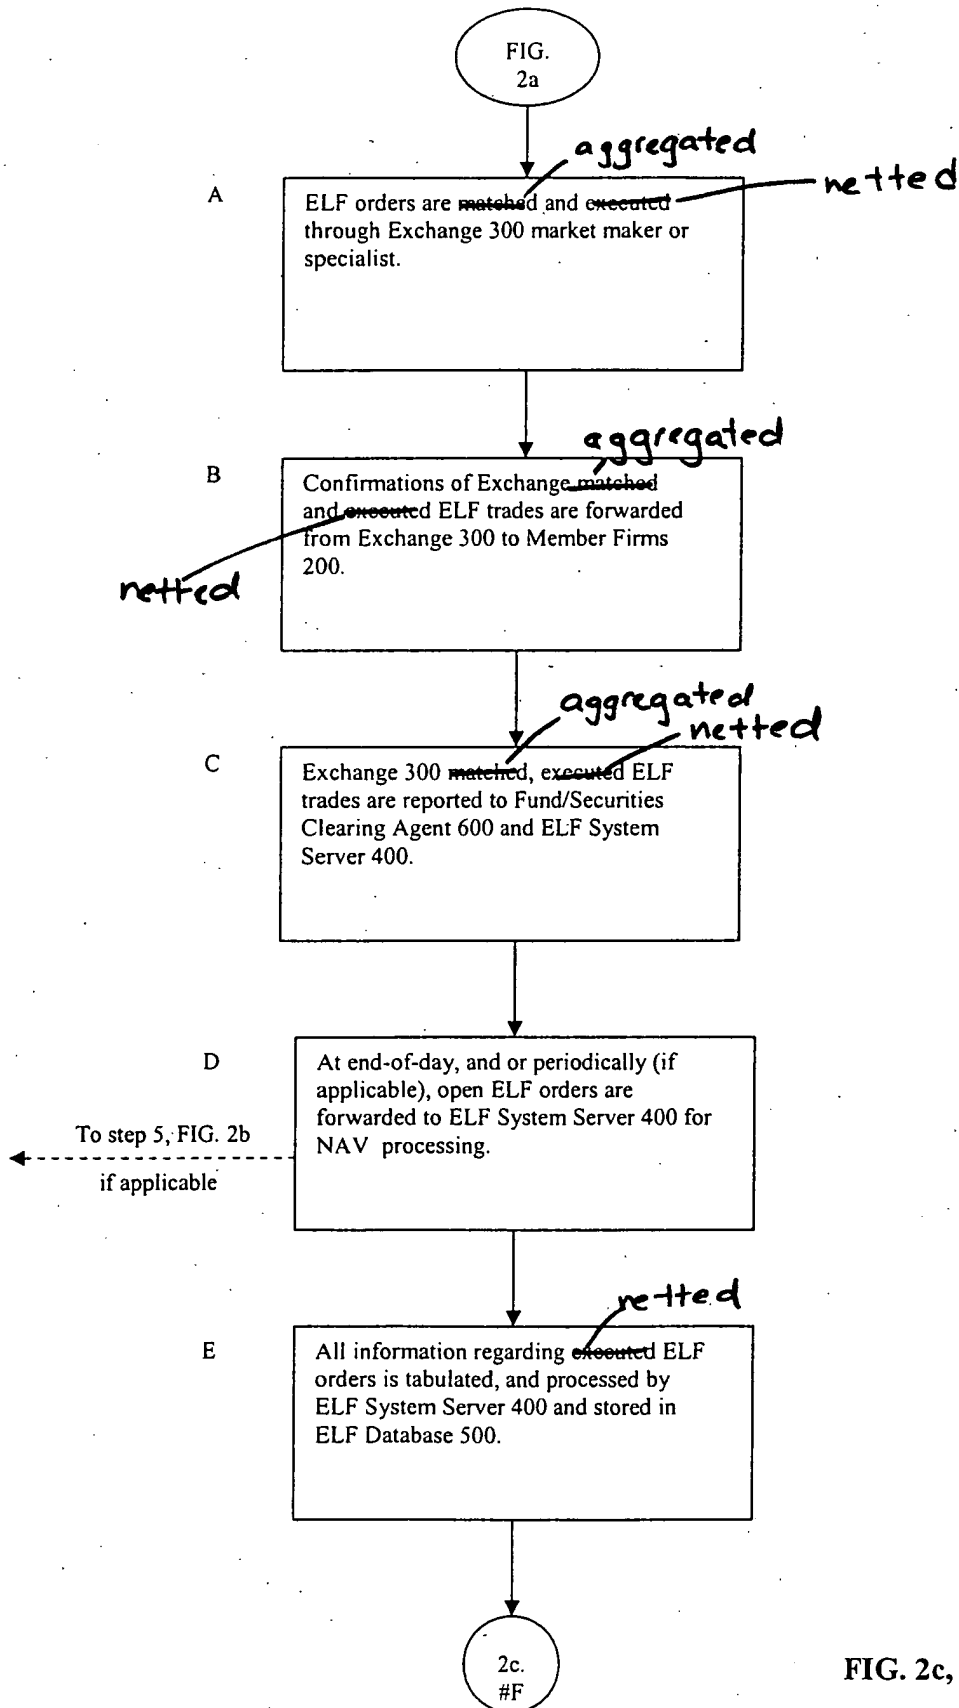 FIG.
2a
aggregated
netted
A
ELF orders are matched and executed
through Exchange 300 market maker or
specialist.
aggregated
B
Confirmations of Exchange matched
and executed ELF trades are forwarded
from Exchange 300 to Member Firms
200.
netted
aggregated
netted
C
Exchange 300 matched, executed ELF
trades are reported to Fund/Securities
Clearing Agent 600 and ELF System
Server 400.
D
At end-of-day, and or periodically (if
applicable), open ELF orders are
forwarded to ELF System Server 400 for
NAV processing.
To step 5, FIG. 2b
if applicable
netted
E
All information regarding executed ELF
orders is tabulated, and processed by
ELF System Server 400 and stored in
ELF Database 500.
2c.
#F
FIG. 2c,